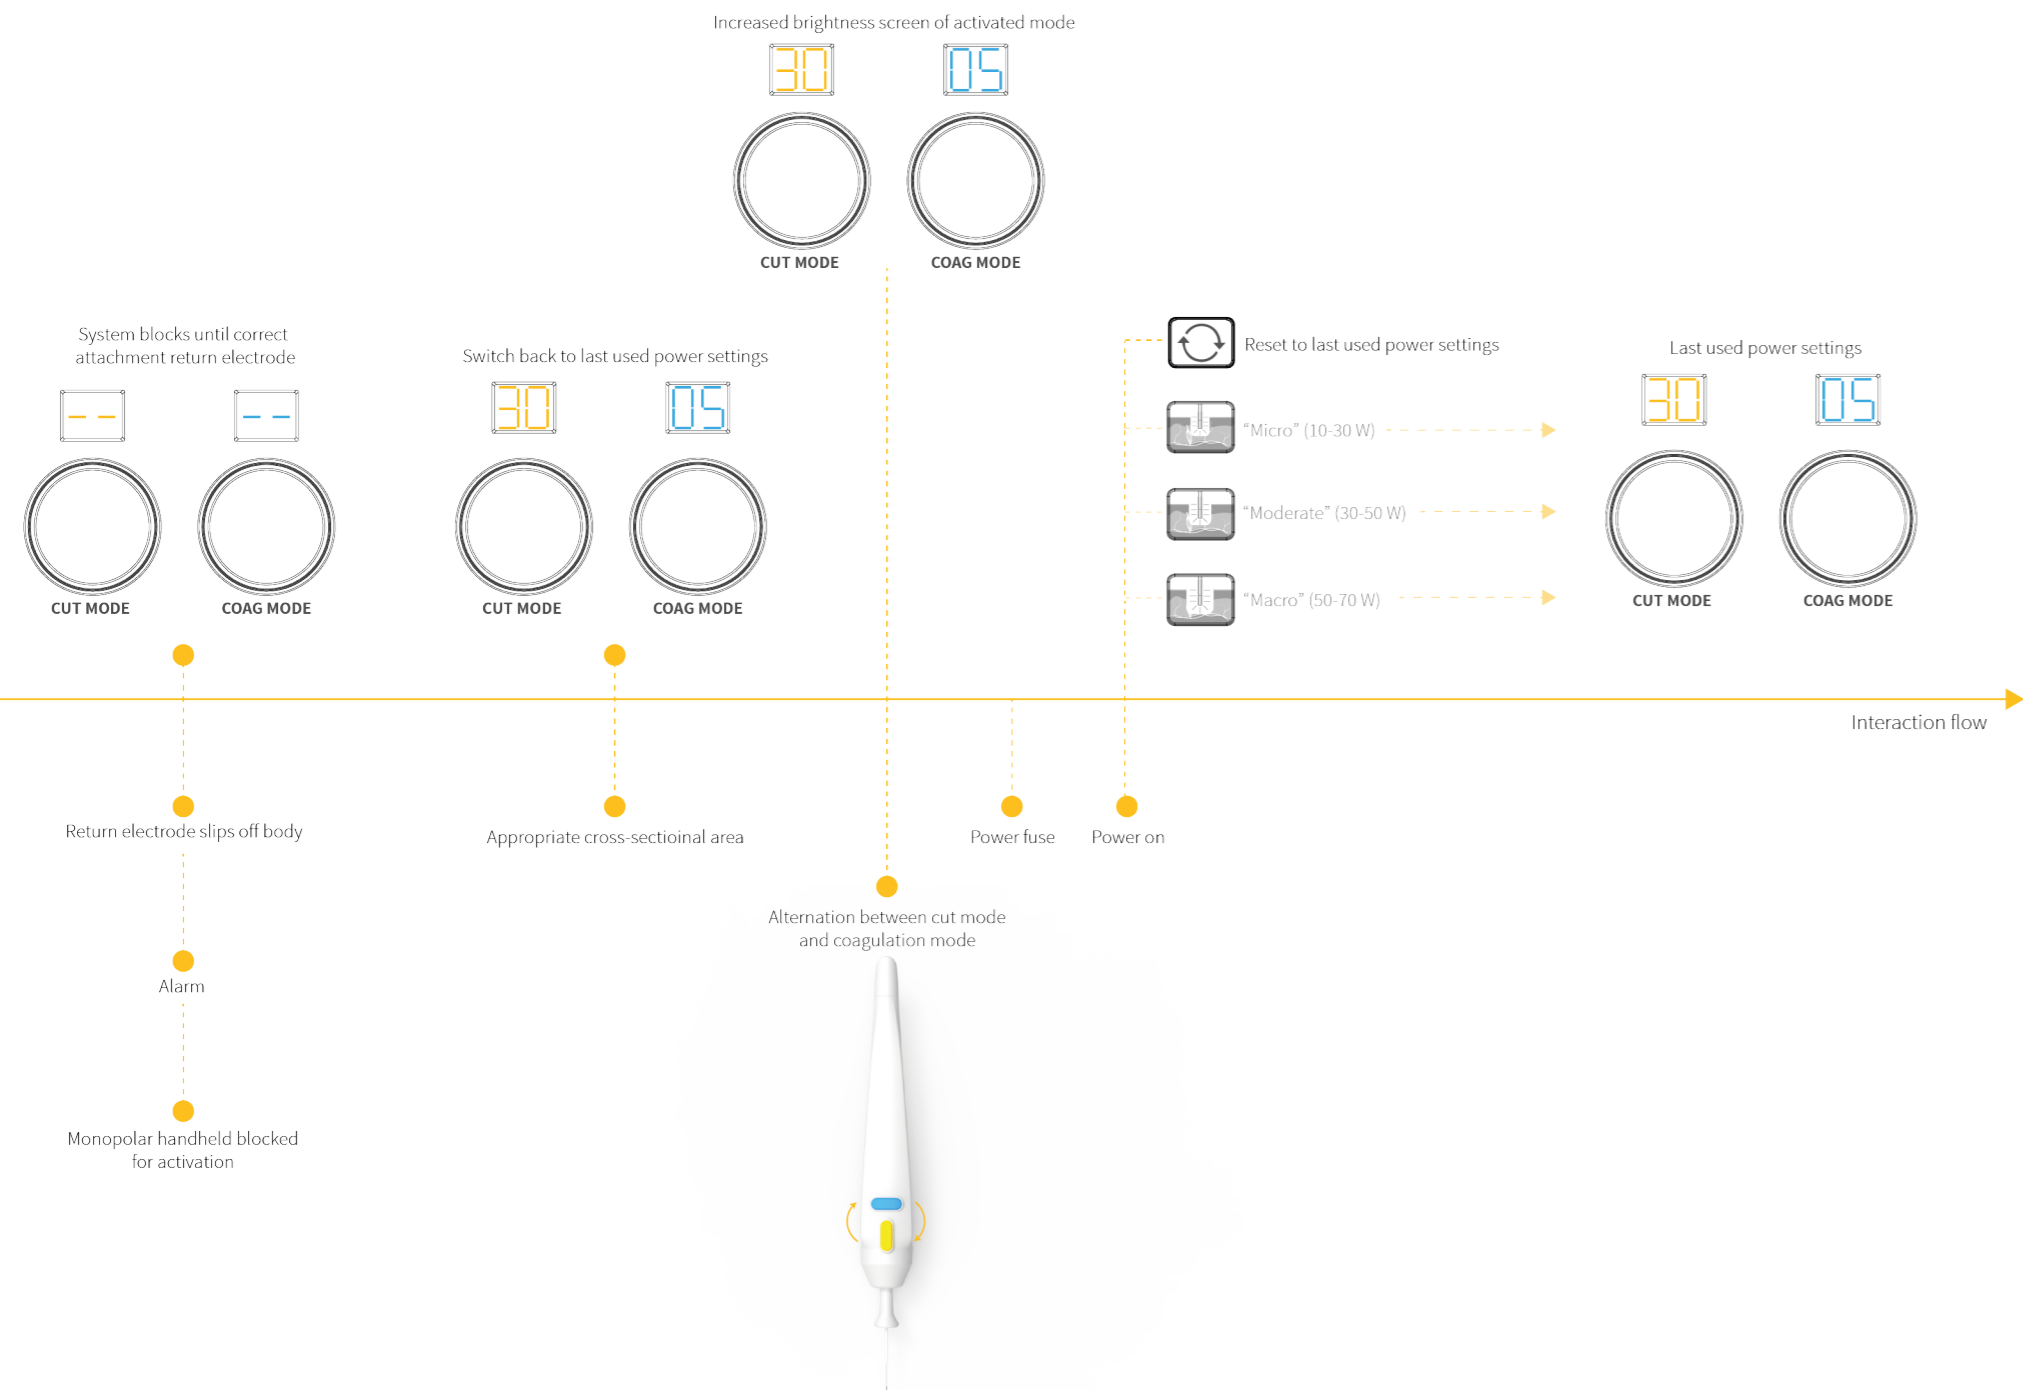 Increased brightness screen of activated mode
30
05
CUT MODE
COAG MODE
System blocks until correct
attachment return electrode
-- 
--
CUT MODE
COAG MODE
Switch back to last used power settings
30
05
CUT MODE
COAG MODE
Reset to last used power settings
“Micro” (10-30 W)
“Moderate” (30-50 W)
“Macro” (50-70 W)
Last used power settings
30
05
CUT MODE
COAG MODE
Interaction flow
Return electrode slips off body
Alarm
Monopolar handheld blocked
for activation
Appropriate cross-sectioinal area
Alternation between cut mode
and coagulation mode
Power fuse
Power on